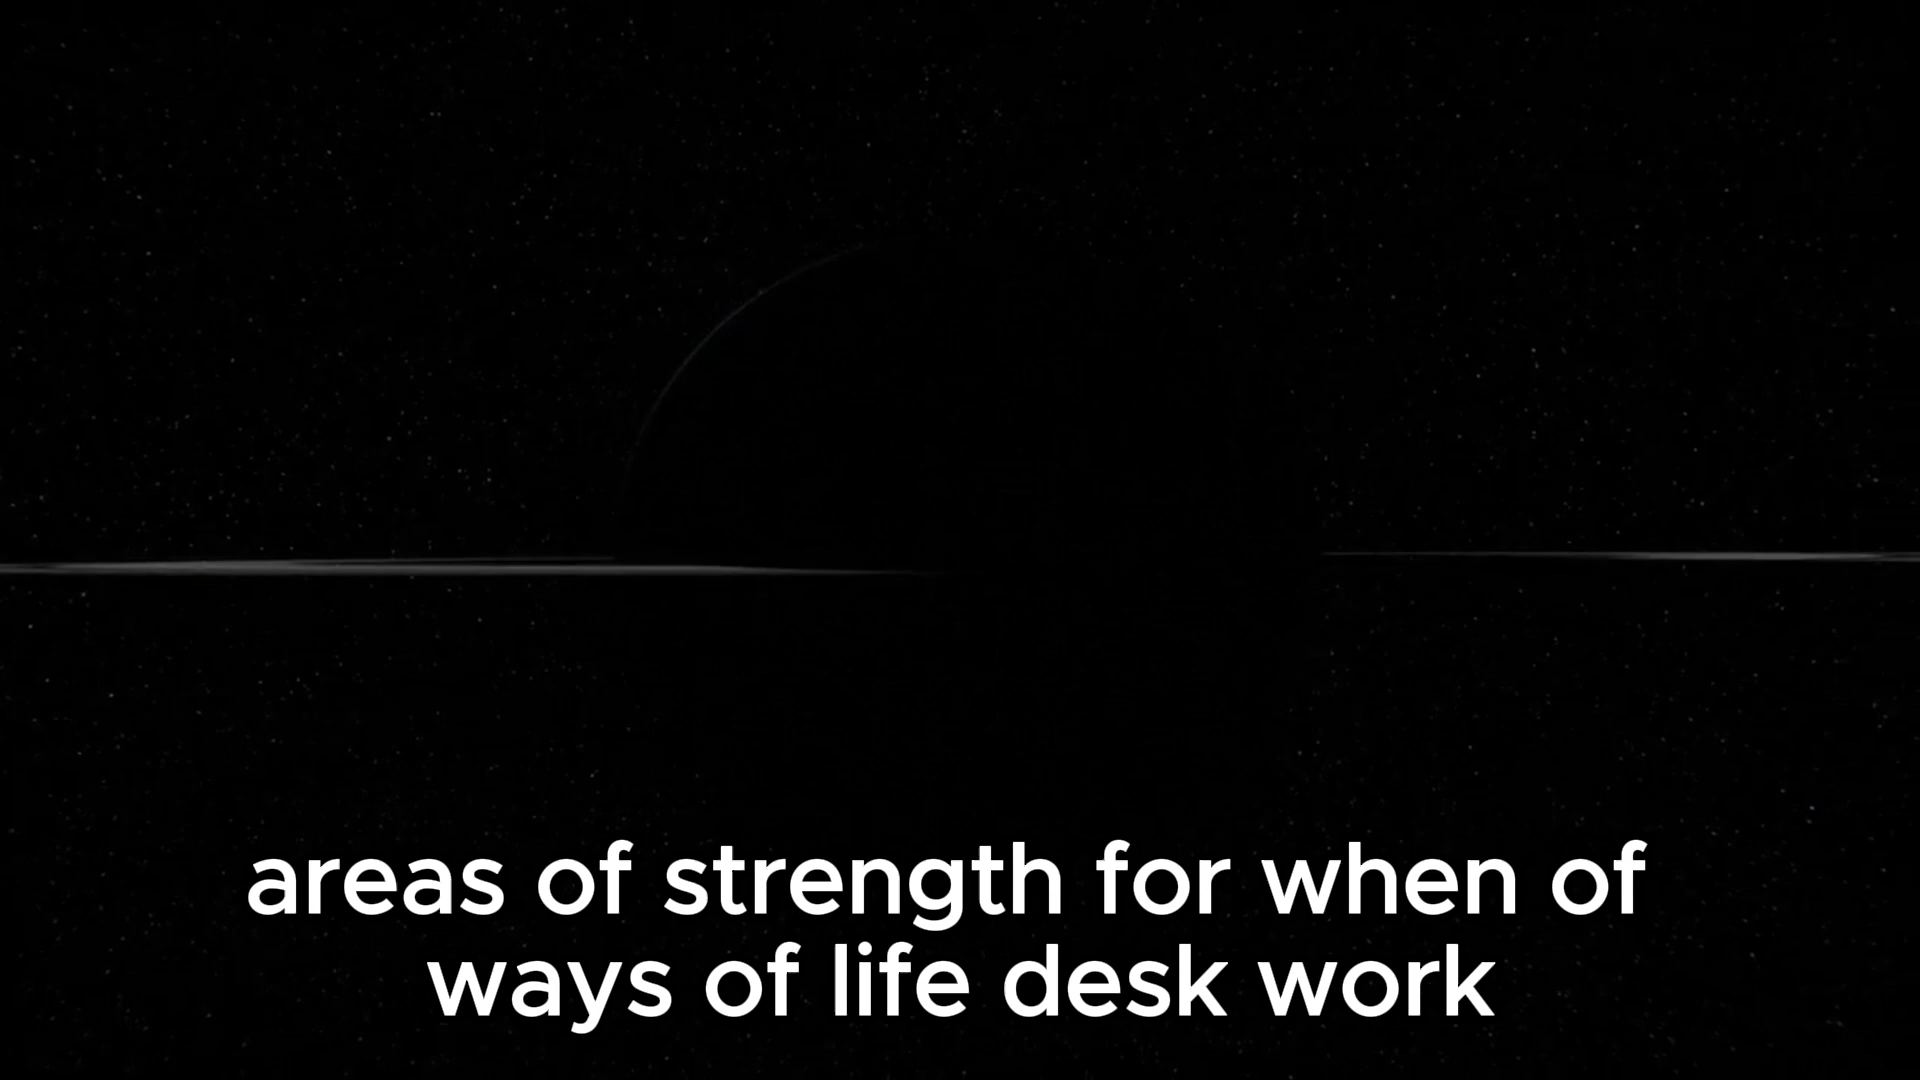 areas of strength for when of
ways of life desk work